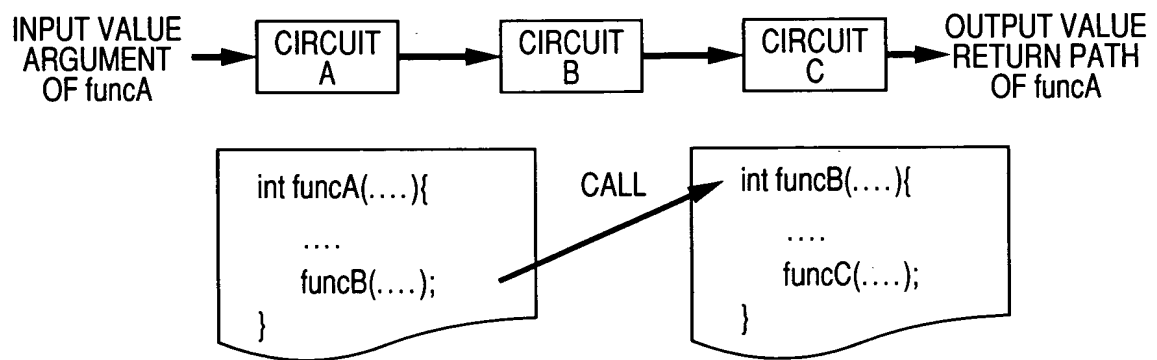 INPUT VALUE
ARGUMENT
OF funcA
CIRCUIT
A
CIRCUIT
B
CIRCUIT
C
OUTPUT VALUE
RETURN PATH
OF funcA
int funcA(....){
....
funcB(....);
}
CALL
int funcB(....){
....
funcC(....);
}